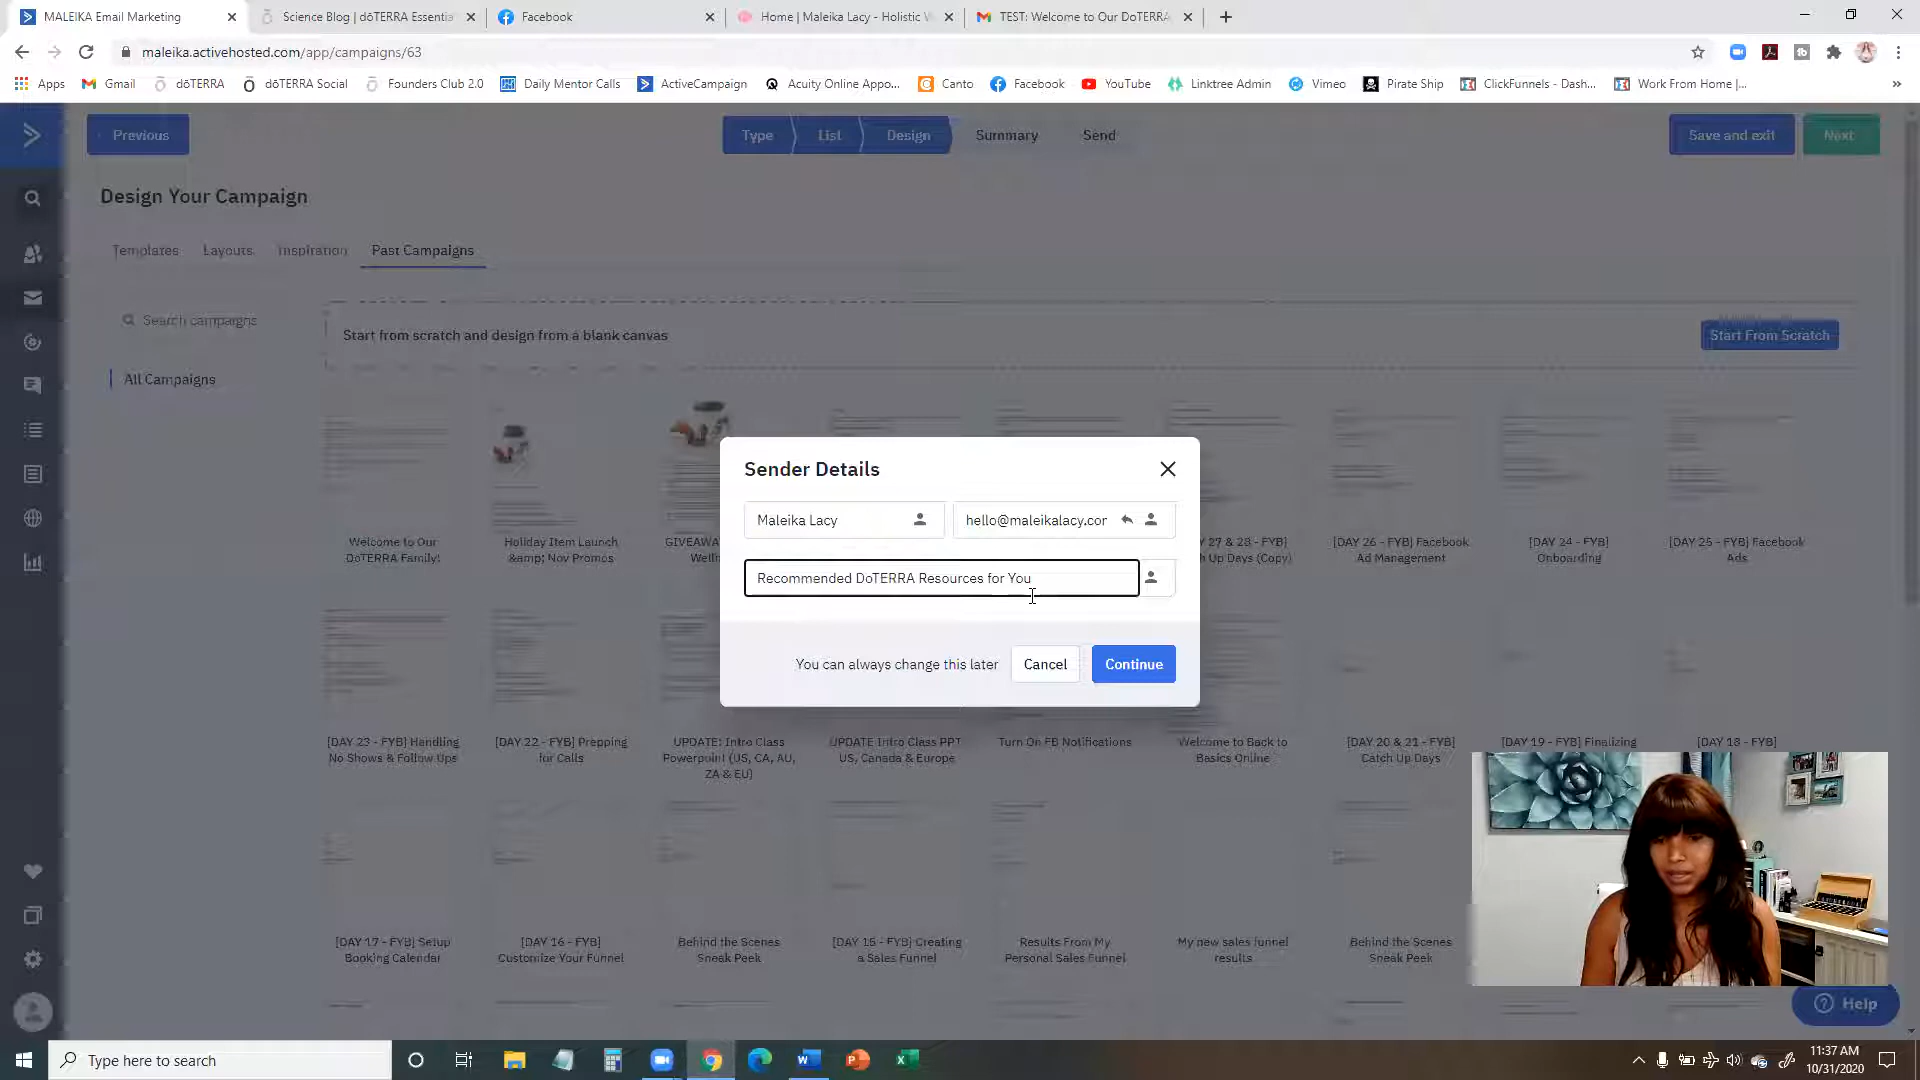 MALEIKA Email Marketing
Science Blog | dōTERRA Essentia
Facebook
Home | Maleika Lacy - Holistic W
TEST: Welcome to Our DoTERRA
maleika.activehosted.com/app/campaigns/63
Apps
Gmail
dōTERRA
dōTERRA Social
Founders Club 2.0
Daily Mentor Calls
ActiveCampaign
Acuity Online Appo...
Canto
Facebook
YouTube
Linktree Admin
Vimeo
Pirate Ship
ClickFunnels - Dash...
Work From Home |...
Previous
Type
List
Design
Summary
Send
Save and exit
Next
Design Your Campaign
Templates
Layouts
Inspiration
Past Campaigns
Search campaigns
All Campaigns
Start from scratch and design from a blank canvas
Start From Scratch
Sender Details
Maleika Lacy
hello@maleikalacy.cor
Recommended DoTERRA Resources for You
You can always change this later
Cancel
Continue
Welcome to Our
DoTERRA Family!
Holiday Item Launch
&amp; Nov Promos
GIVEAWA
Welln
27 & 28 - FYB]
h Up Days (Copy)
[DAY 26 - FYB] Facebook
Ad Management
[DAY 24 - FYB]
Onboarding
[DAY 25 - FYB] Facebook
Ads
[DAY 23 - FYB] Handling
No Shows & Follow Ups
[DAY 22 - FYB] Prepping
for Calls
UPDATE: Intro Class
Powerpoint (US, CA, AU,
ZA & EU)
UPDATE Intro Class PPT
US, Canada & Europe
Turn On FB Notifications
Welcome to Back to
Basics Online
[DAY 20 & 21 - FYB]
Catch Up Days
[DAY 19 - FYB] Finalizing
[DAY 18 - FYB]
[DAY 17 - FYB] Setup
Booking Calendar
[DAY 16 - FYB]
Customize Your Funnel
Behind the Scenes
Sneak Peek
[DAY 15 - FYB] Creating
a Sales Funnel
Results From My
Personal Sales Funnel
My new sales funnel
results
Behind the Scenes
Sneak Peek
Help
Type here to search
11:37 AM
10/31/2020